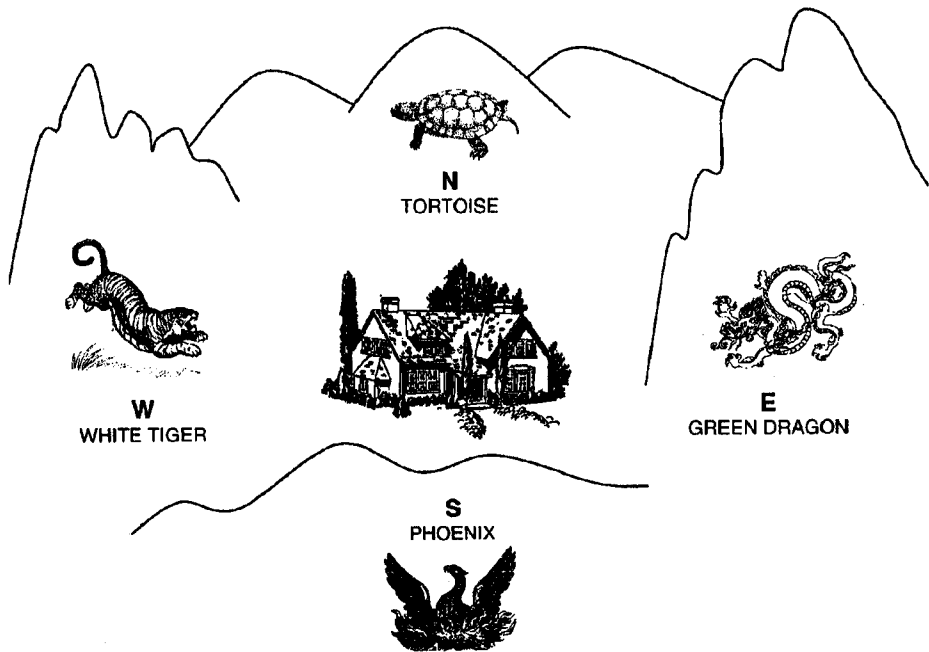 N
TORTOISE
W
WHITE TIGER
E
GREEN DRAGON
S
PHOENIX